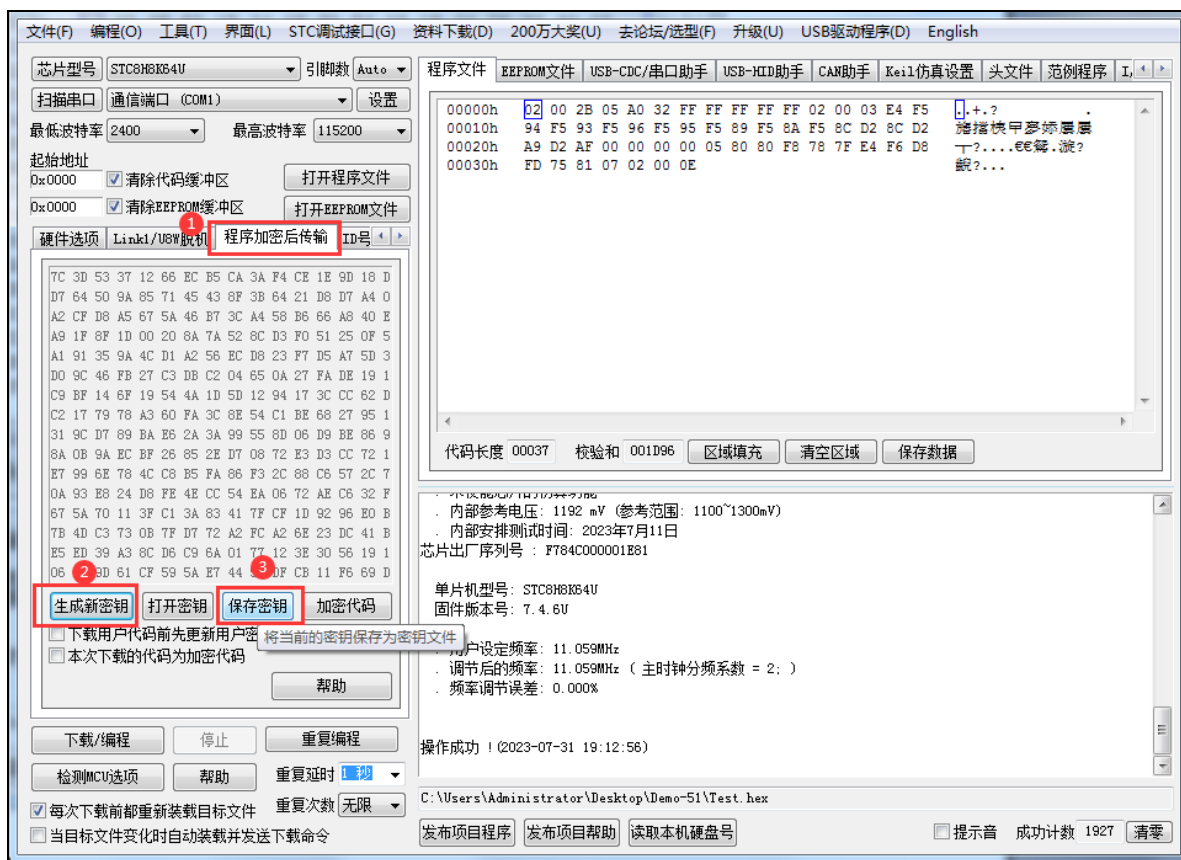 文件(F) 编程(O) 工具(T) 界面(L) STC调试接口(G) 资料下载(D) 200万大奖(U) 去论坛/选型(F) 升级(U) USB驱动程序(D) English
芯片型号 STC8H8K64U 引脚数 Auto
扫描串口 通信端口 (COM1) 设置
最低波特率 2400 最高波特率 115200
起始地址
0x0000 清除代码缓冲区 打开程序文件
0x0000 清除EEPROM缓冲区 打开EEPROM文件
1
硬件选项 Link1/U8W脱机 程序加密后传输 ID号
7C 3D 53 37 12 66 EC B5 CA 3A F4 CE 1E 9D 18 D
D7 64 50 9A 85 71 45 43 8F 3B 64 21 D8 D7 A4 0
A2 CF D8 A5 67 5A 46 B7 3C A4 58 B6 66 A8 40 E
A9 1F 8F 1D 00 20 8A 7A 52 8C D3 F0 51 25 0F 5
A1 91 35 9A 4C D1 A2 56 EC D8 23 F7 D5 A7 5D 3
D0 9C 46 FB 27 C3 DB C2 04 65 0A 27 FA DE 19 1
C9 BF 14 6F 19 54 4A 1D 5D 12 94 17 3C CC 62 D
C2 17 79 78 A3 60 FA 3C 8E 54 C1 BE 68 27 95 1
31 9C D7 89 BA E6 2A 3A 99 55 8D 06 D9 BE 86 9
8A 0B 9A EC BF 26 85 2E D7 08 72 E3 D3 CC 72 1
E7 99 6E 78 4C C8 B5 FA 86 F3 2C 88 C6 57 2C 7
0A 93 E8 24 D8 FE 4E CC 54 EA 06 72 AE C6 32 F
67 5A 70 11 3F C1 3A 83 41 7F CF 1D 92 96 E0 B
7B 4D C3 73 0B 7F D7 72 A2 FC A2 6E 23 DC 41 B
E5 ED 39 A3 8C D6 C9 6A 01 77 12 3E 30 56 19 1
06 9D 61 CF 59 5A E7 44 DF CB 11 F6 69 D
2 3
生成新密钥 打开密钥 保存密钥 加密代码
下载用户代码前先更新用户密
将当前的密钥保存为密钥文件
本次下载的代码为加密代码
帮助
下载/编程 停止 重复编程
检测MCU选项 帮助 重复延时 1 秒
每次下载前都重新装载目标文件 重复次数 无限
当目标文件变化时自动装载并发送下载命令
程序文件 EEPROM文件 USB-CDC/串口助手 USB-HID助手 CAN助手 Keil仿真设置 头文件 范例程序 I,
00000h 02 00 2B 05 A0 32 FF FF FF FF FF 02 00 03 E4 F5 ..+.? .
00010h 94 F5 93 F5 96 F5 95 F5 89 F5 8A F5 8C D2 8C D2
00020h A9 D2 AF 00 00 00 00 05 80 80 F8 78 7F E4 F6 D8
00030h FD 75 81 07 02 00 0E
代码长度 00037 校验和 001D96 区域填充 清空区域 保存数据
. 内部参考电压: 1192 mV (参考范围: 1100~1300mV)
. 内部安排测试时间: 2023年7月11日
芯片出厂序列号 : F784C000001E81
单片机型号: STC8H8K64U
固件版本号: 7.4.6U
. 用户设定频率: 11.059MHz
. 调节后的频率: 11.059MHz ( 主时钟分频系数 = 2; )
. 频率调节误差: 0.000%
操作成功 !(2023-07-31 19:12:56)
C:\Users\Administrator\Desktop\Demo-51\Test.hex
发布项目程序 发布项目帮助 读取本机硬盘号 提示音 成功计数 1927 清零